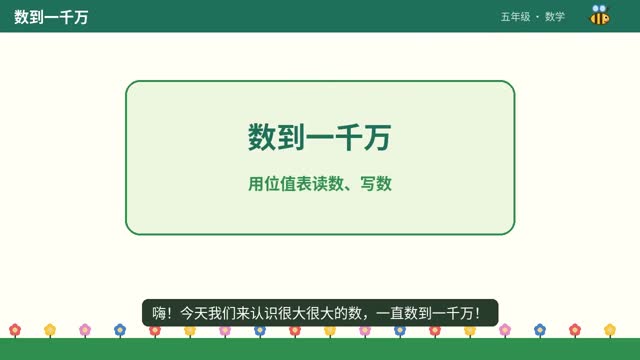 数到一千万
五年级 · 数学
数到一千万
用位值表读数、写数
嗨！今天我们来认识很大很大的数，一直数到一千万！